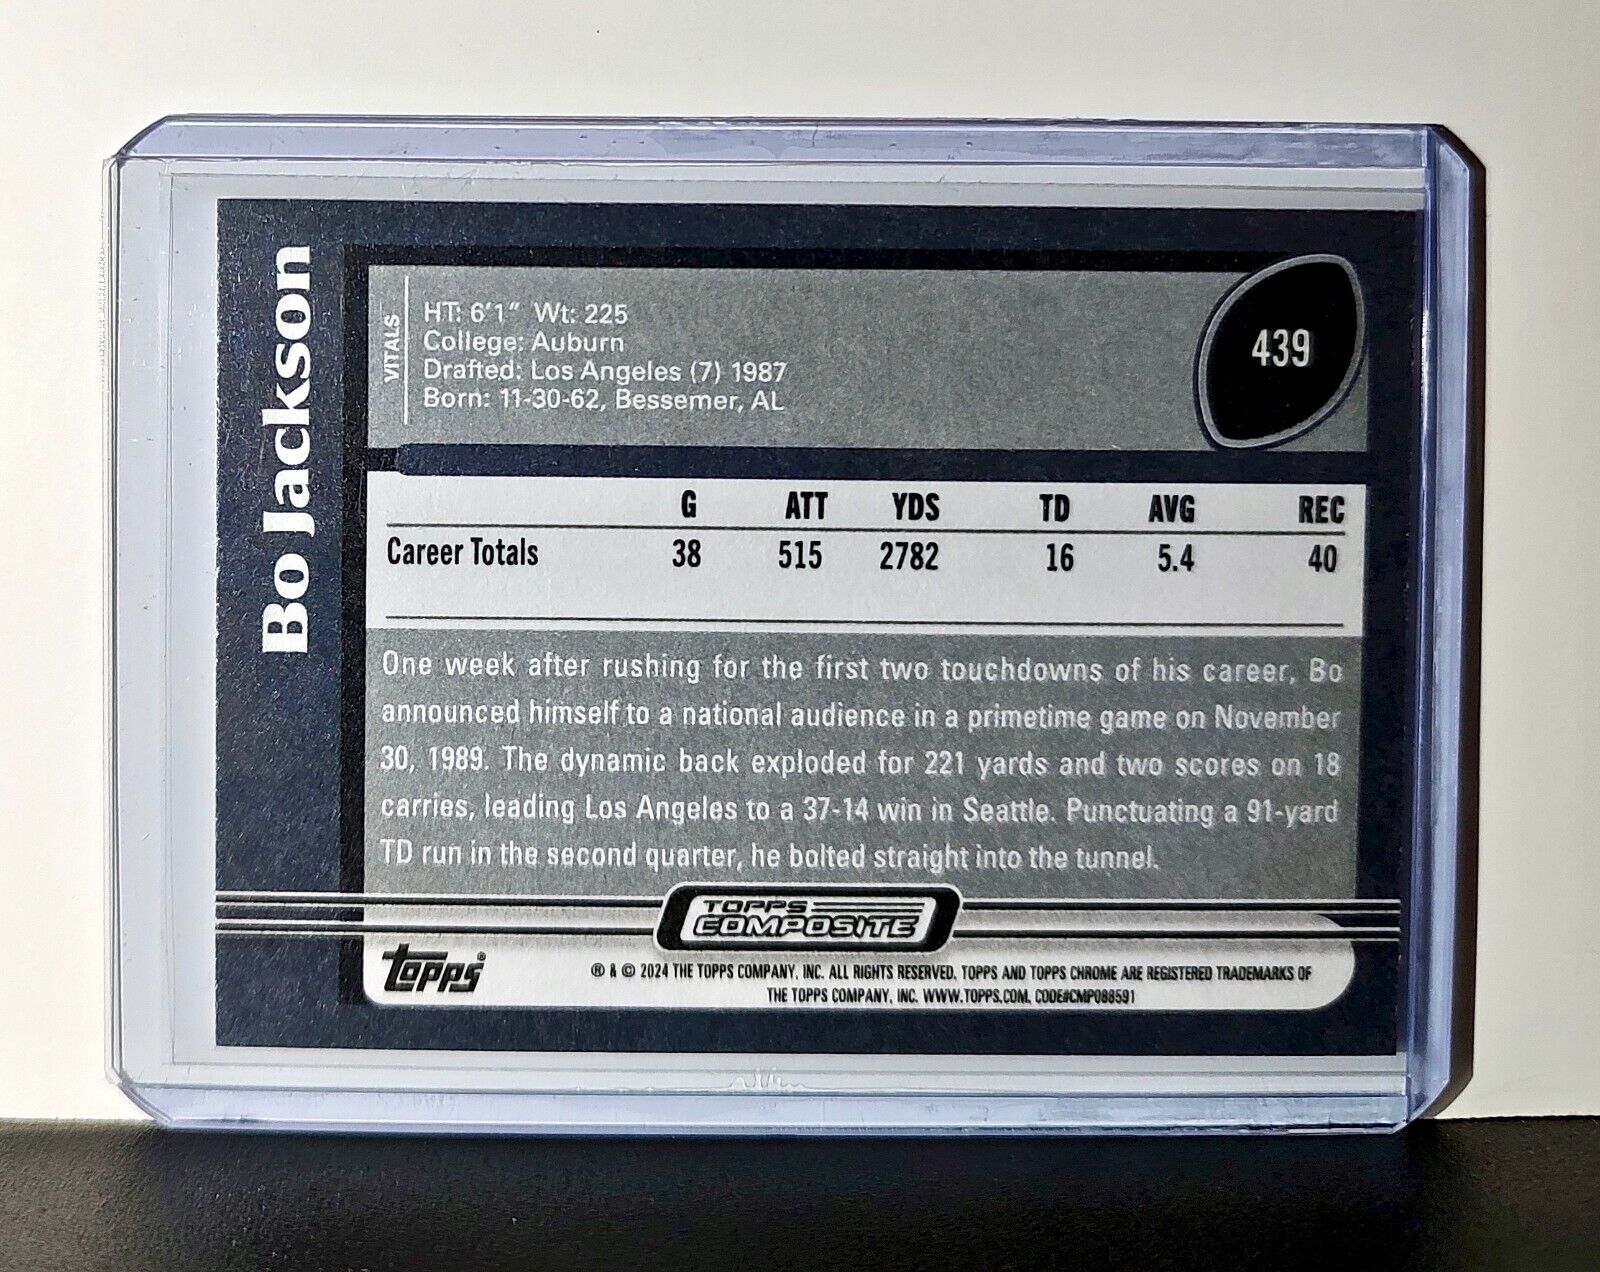 Bo Jackson
VITALS
HT: 6'1" Wt: 225
College: Auburn
Drafted: Los Angeles (7) 1987
Born: 11-30-62, Bessemer, AL
439
G ATT YDS TD AVG REC
Career Totals 38 515 2782 16 5.4 40
One week after rushing for the first two touchdowns of his career, Bo
announced himself to a national audience in a primetime game on November
30, 1989. The dynamic back exploded for 221 yards and two scores on 18
carries, leading Los Angeles to a 37-14 win in Seattle. Punctuating a 91-yard
TD run in the second quarter, he bolted straight into the tunnel.
TOPPS
COMPOSITE
topps®
® & © 2024 THE TOPPS COMPANY, INC. ALL RIGHTS RESERVED. TOPPS AND TOPPS CHROME ARE REGISTERED TRADEMARKS OF
THE TOPPS COMPANY, INC. WWW.TOPPS.COM. CODE#CMP088591